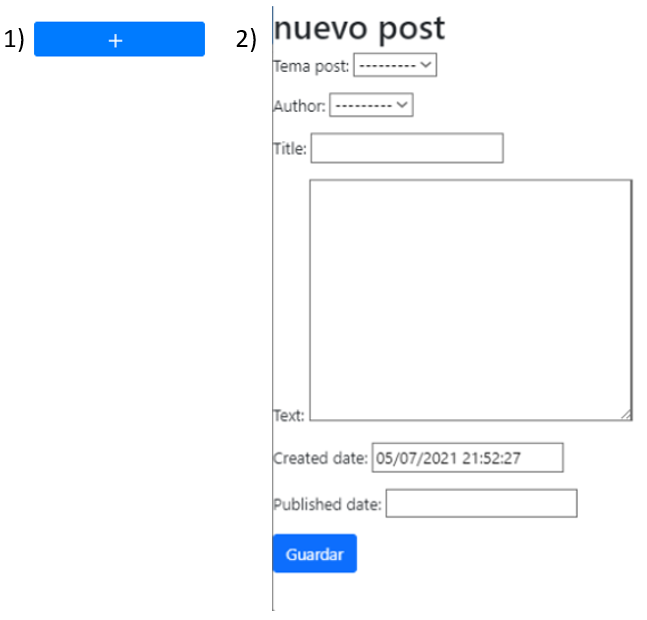 1)
+
2)
nuevo post
Tema post: ---------
Author: ---------
Title:
Text:
Created date: 05/07/2021 21:52:27
Published date:
Guardar